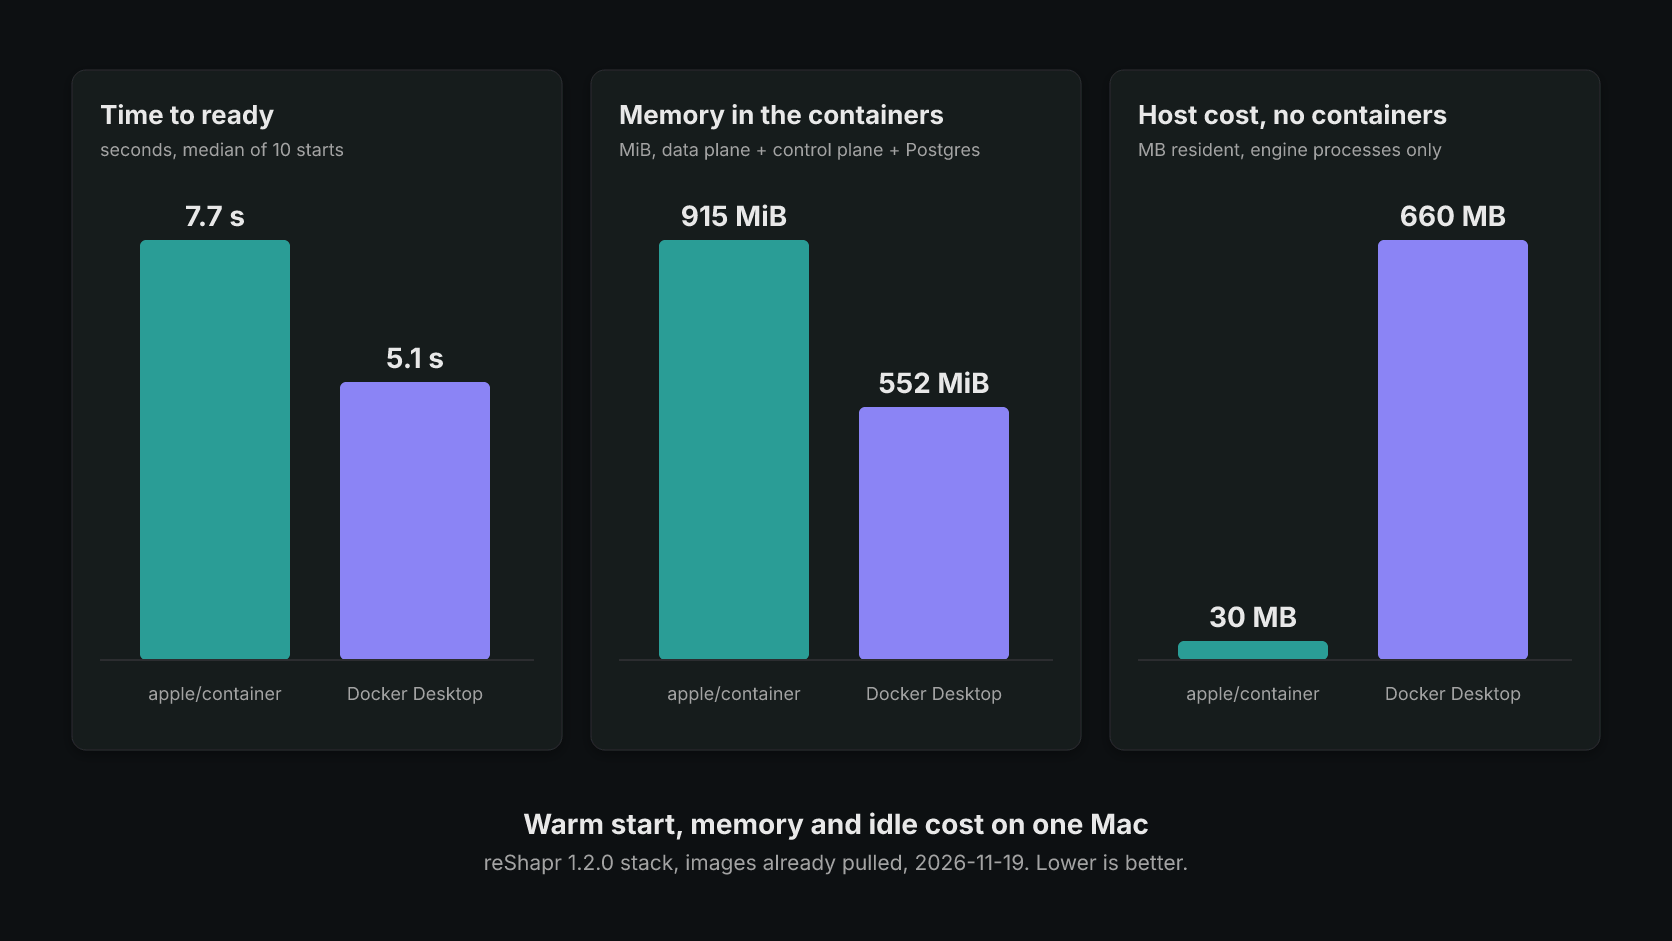 Time to ready
seconds, median of 10 starts
7.7 s
5.1 s
apple/container
Docker Desktop
Memory in the containers
MiB, data plane + control plane + Postgres
915 MiB
552 MiB
apple/container
Docker Desktop
Host cost, no containers
MB resident, engine processes only
30 MB
660 MB
apple/container
Docker Desktop
Warm start, memory and idle cost on one Mac
reShapr 1.2.0 stack, images already pulled, 2026-11-19. Lower is better.